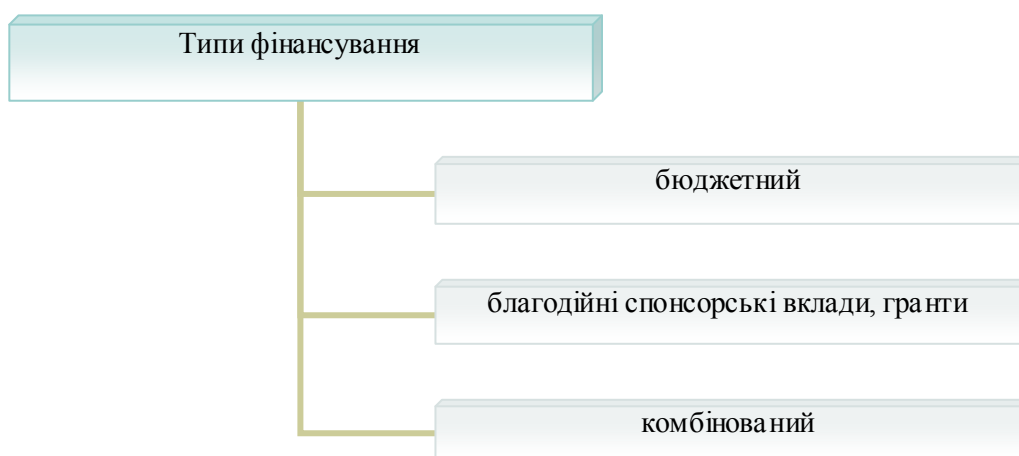 Типи фінансування
бюджетний
благодійні спонсорські вклади, гранти
комбінований